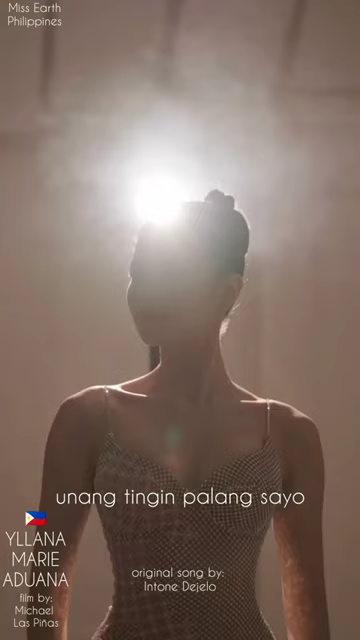 Miss Earth
Philippines
unang tingin palang sayo
YLLANA
MARIE
ADUANA
film by:
Michael
Las Piñas
original song by:
Intone Dejelo